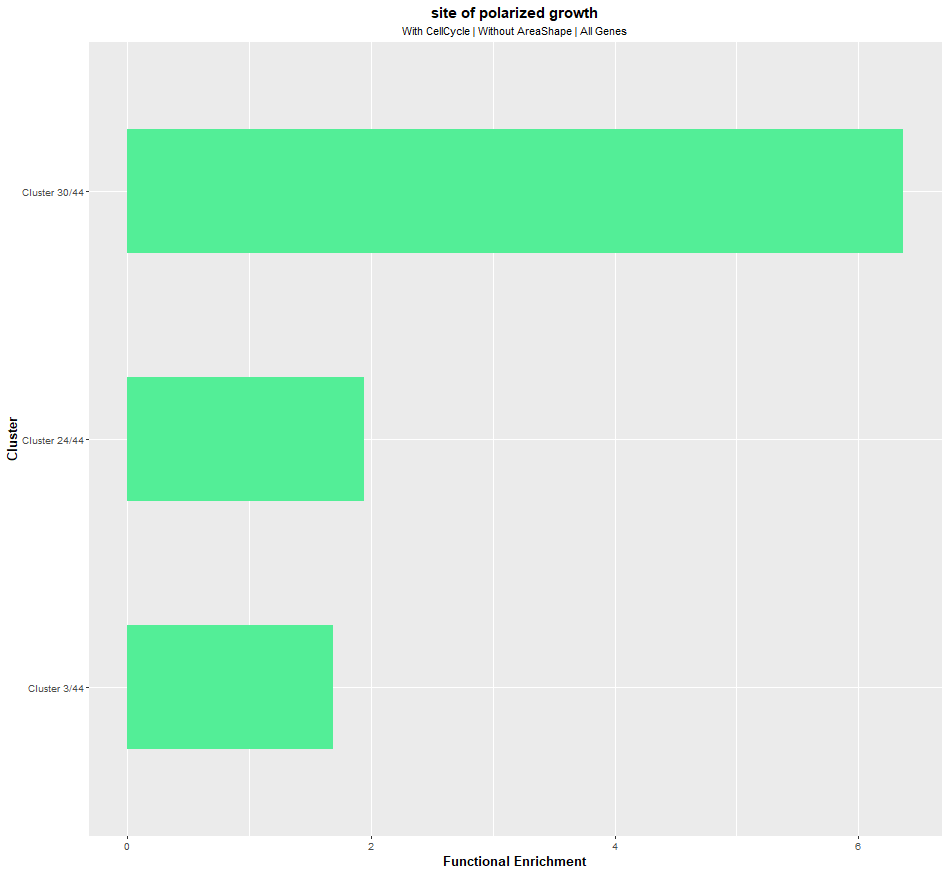 site of polarized growth
With CellCycle | Without AreaShape | All Genes
Cluster
Cluster 30/44
Cluster 24/44
Cluster 3/44
0 2 4 6
Functional Enrichment